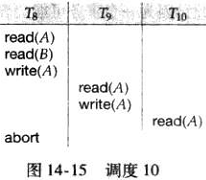 T8 T9 T10
read(A)
read(B)
write(A)
read(A)
write(A)
read(A)
abort
图 14-15 调度 10